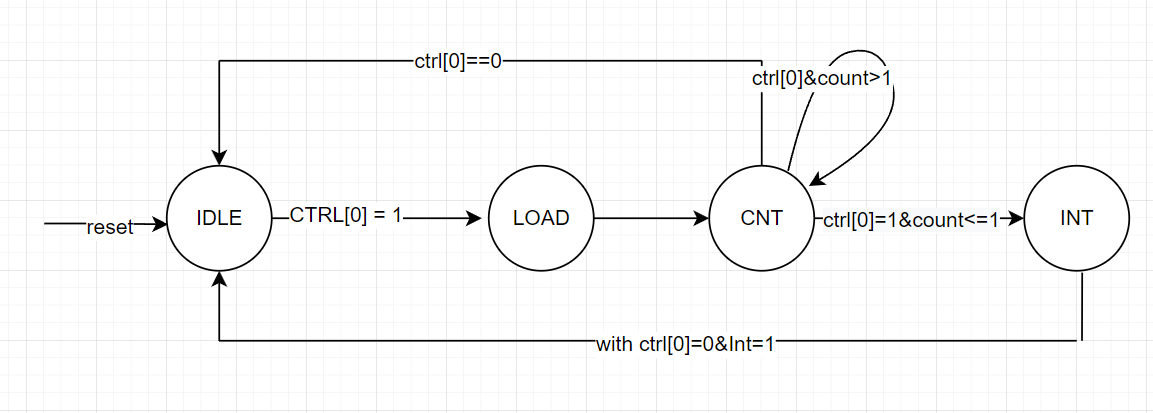 ctrl[0]==0
ctrl[0]&count>1
reset
IDLE
CTRL[0] = 1
LOAD
CNT
ctrl[0]=1&count<=1
INT
with ctrl[0]=0&Int=1